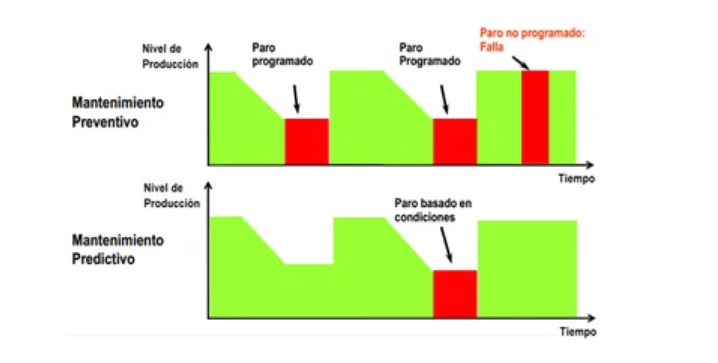 Paro no programado:
Falla
Nivel de
Producción
Paro
programado
Paro
Programado
Mantenimiento
Preventivo
Tiempo
Nivel de
Producción
Paro basado en
condiciones
Mantenimiento
Predictivo
Tiempo